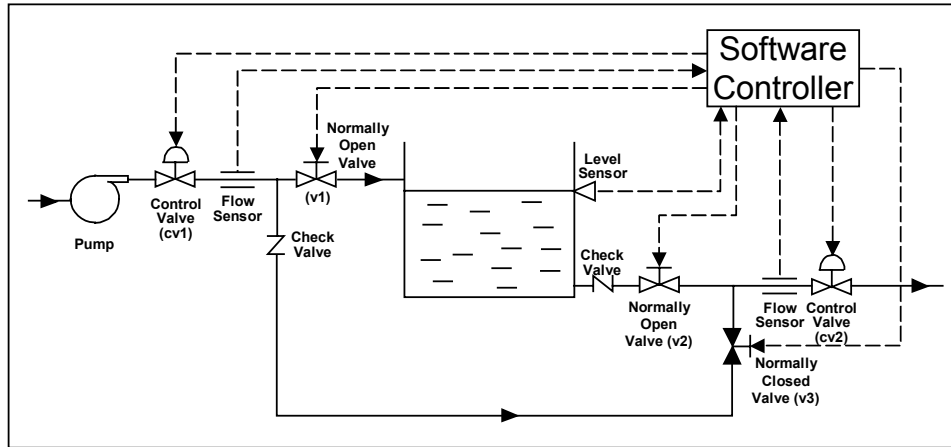 Software
Controller
Normally
Open
Valve
(v1)
Level
Sensor
Pump
Control
Valve
(cv1)
Flow
Sensor
Check
Valve
Check
Valve
Normally
Open
Valve (v2)
Flow
Sensor
Control
Valve
(cv2)
Normally
Closed
Valve (v3)